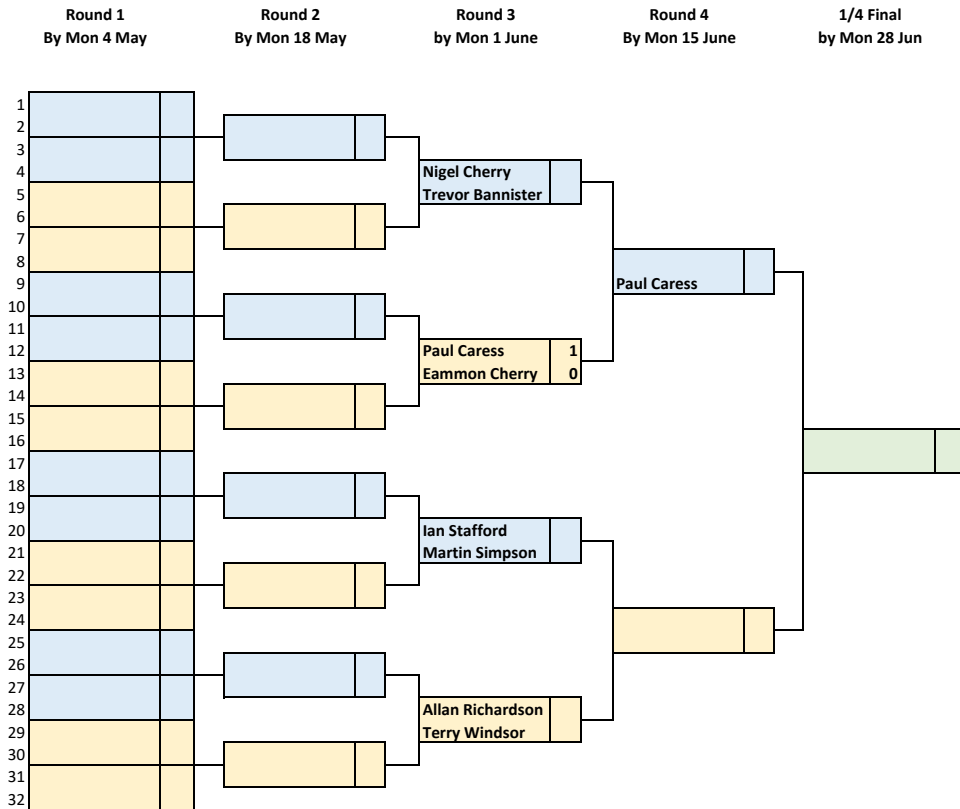 Round 1 Round 2 Round 3 Round 4 1/4 Final
By Mon 4 May By Mon 18 May by Mon 1 June By Mon 15 June by Mon 28 Jun
1
2
3
4 Nigel Cherry
5 Trevor Bannister
6
7
8
9 Paul Caress
10
11
12 Paul Caress 1
13 Eammon Cherry 0
14
15
16
17
18
19
20 Ian Stafford
21 Martin Simpson
22
23
24
25
26
27
28 Allan Richardson
29 Terry Windsor
30
31
32